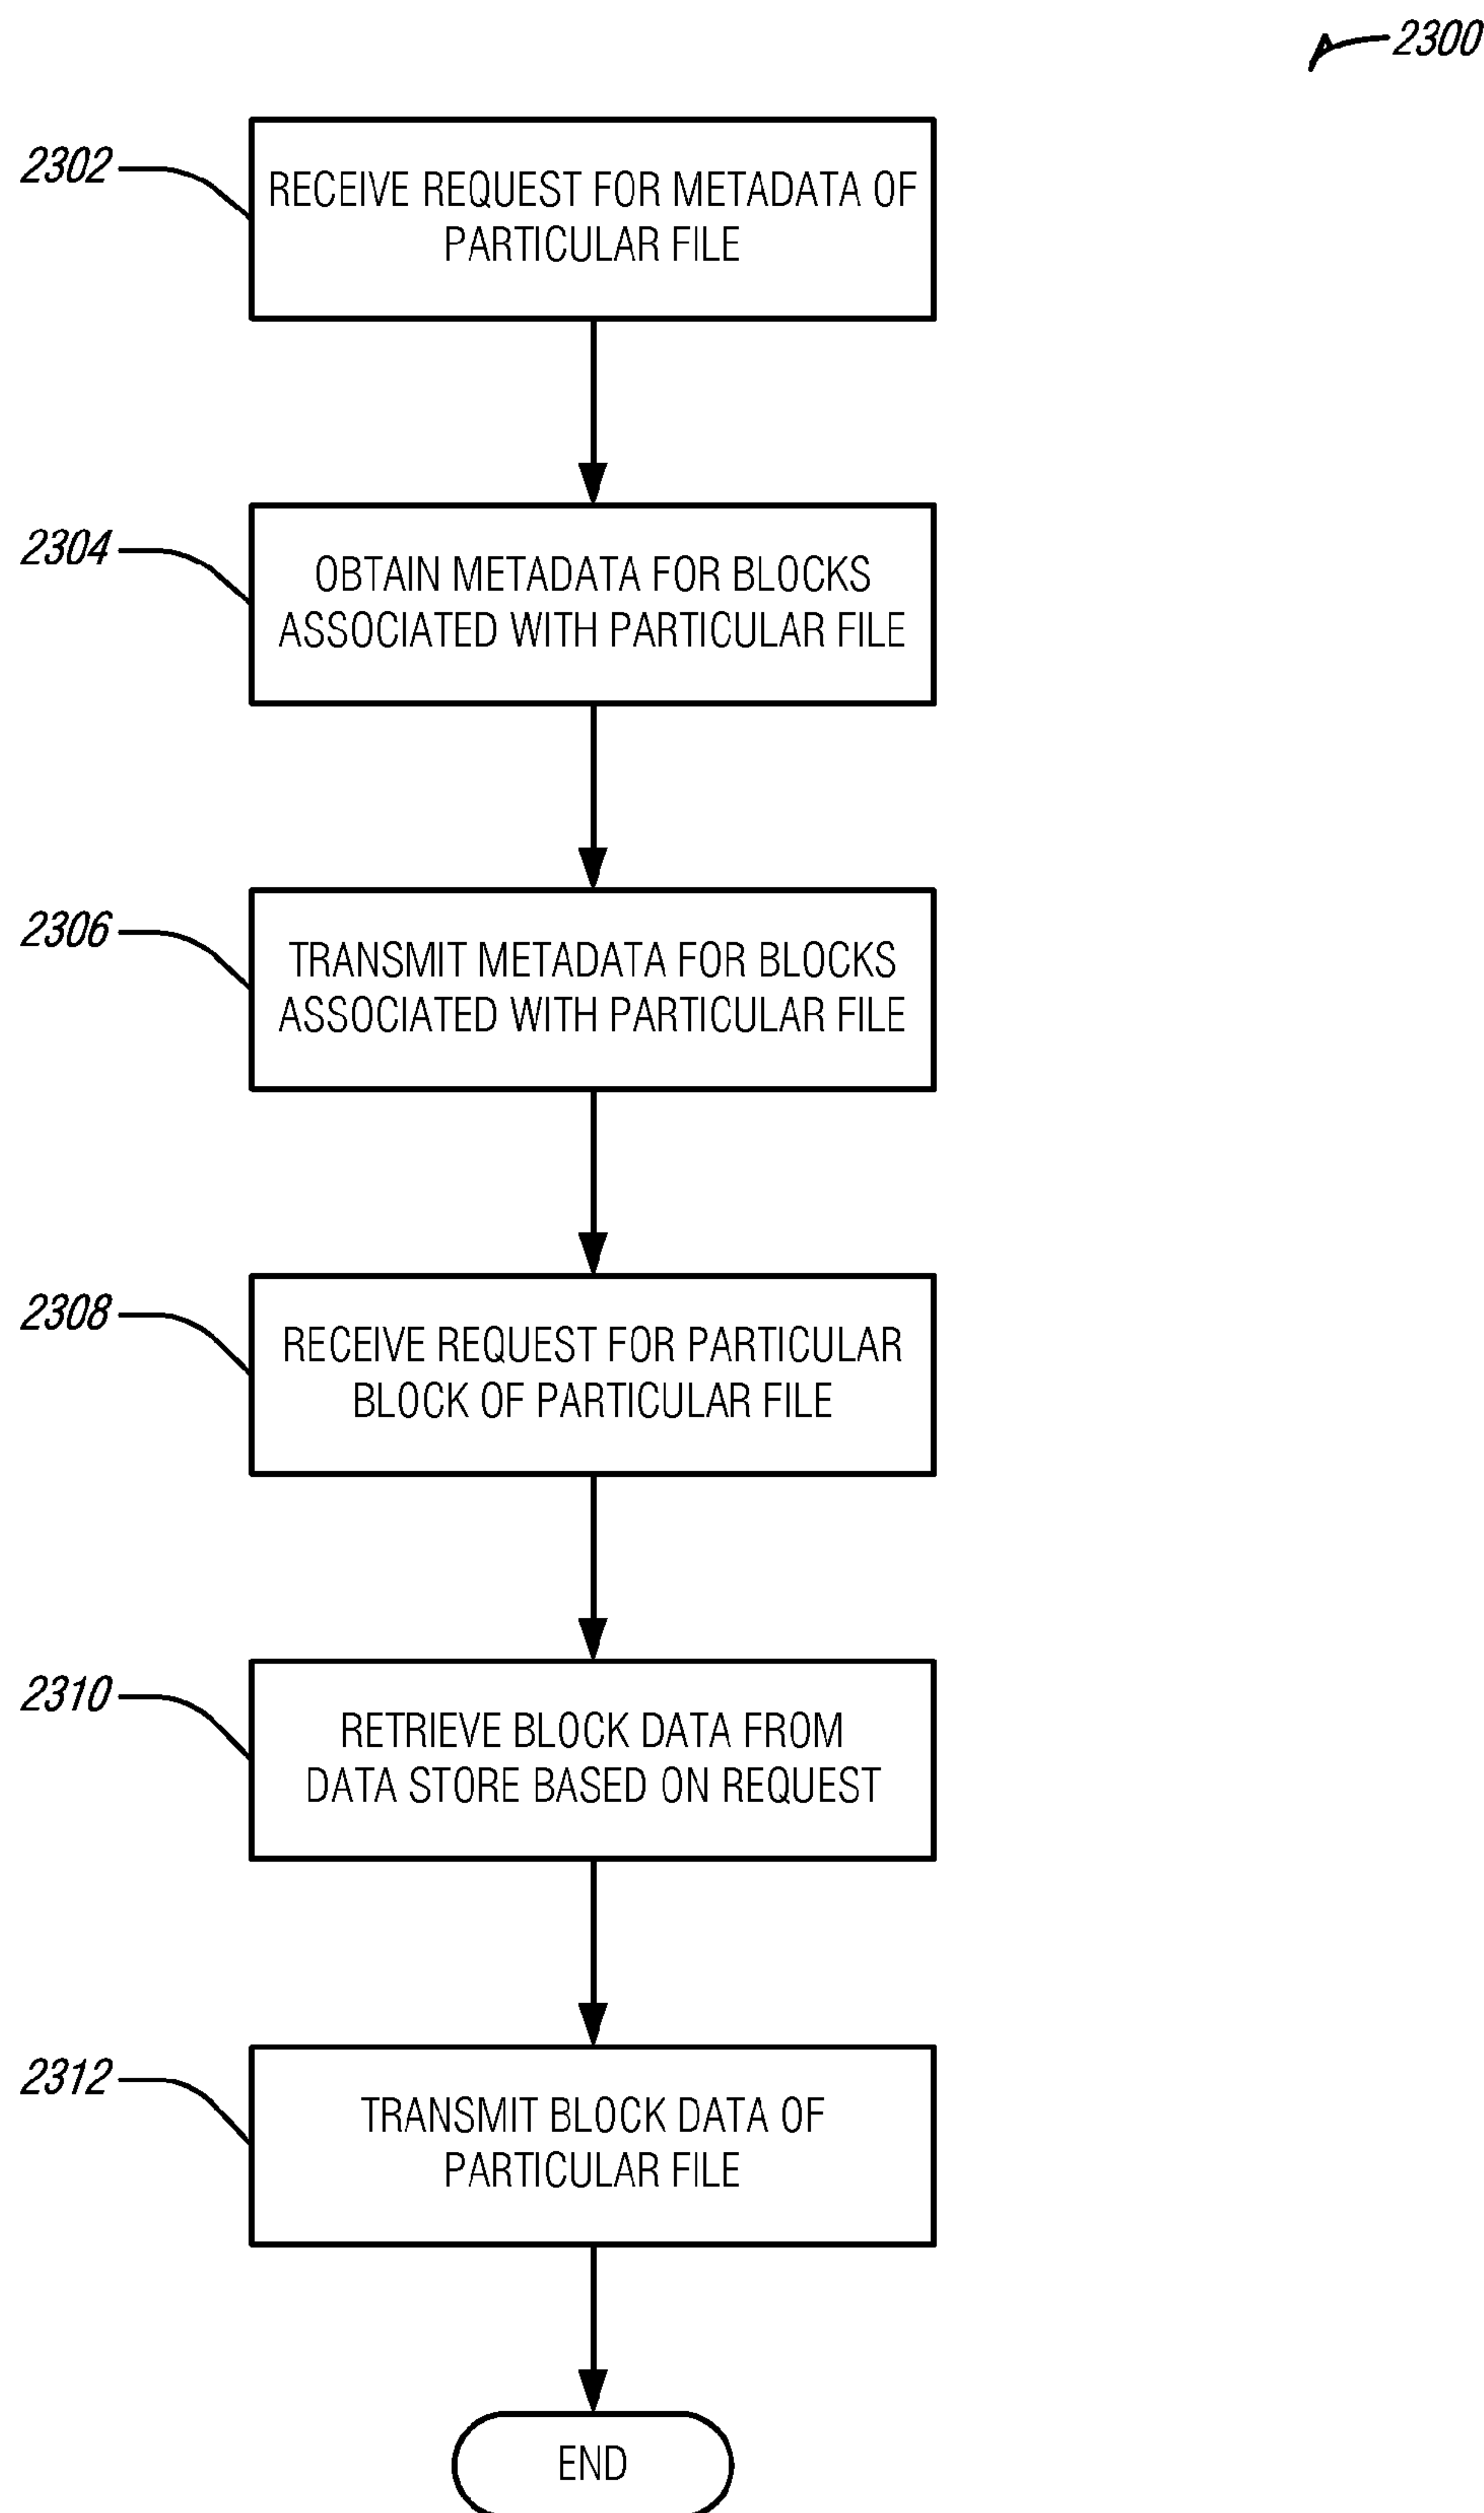 2300
2302
RECEIVE REQUEST FOR METADATA OF
PARTICULAR FILE
2304
OBTAIN METADATA FOR BLOCKS
ASSOCIATED WITH PARTICULAR FILE
2306
TRANSMIT METADATA FOR BLOCKS
ASSOCIATED WITH PARTICULAR FILE
2308
RECEIVE REQUEST FOR PARTICULAR
BLOCK OF PARTICULAR FILE
2310
RETRIEVE BLOCK DATA FROM
DATA STORE BASED ON REQUEST
2312
TRANSMIT BLOCK DATA OF
PARTICULAR FILE
END